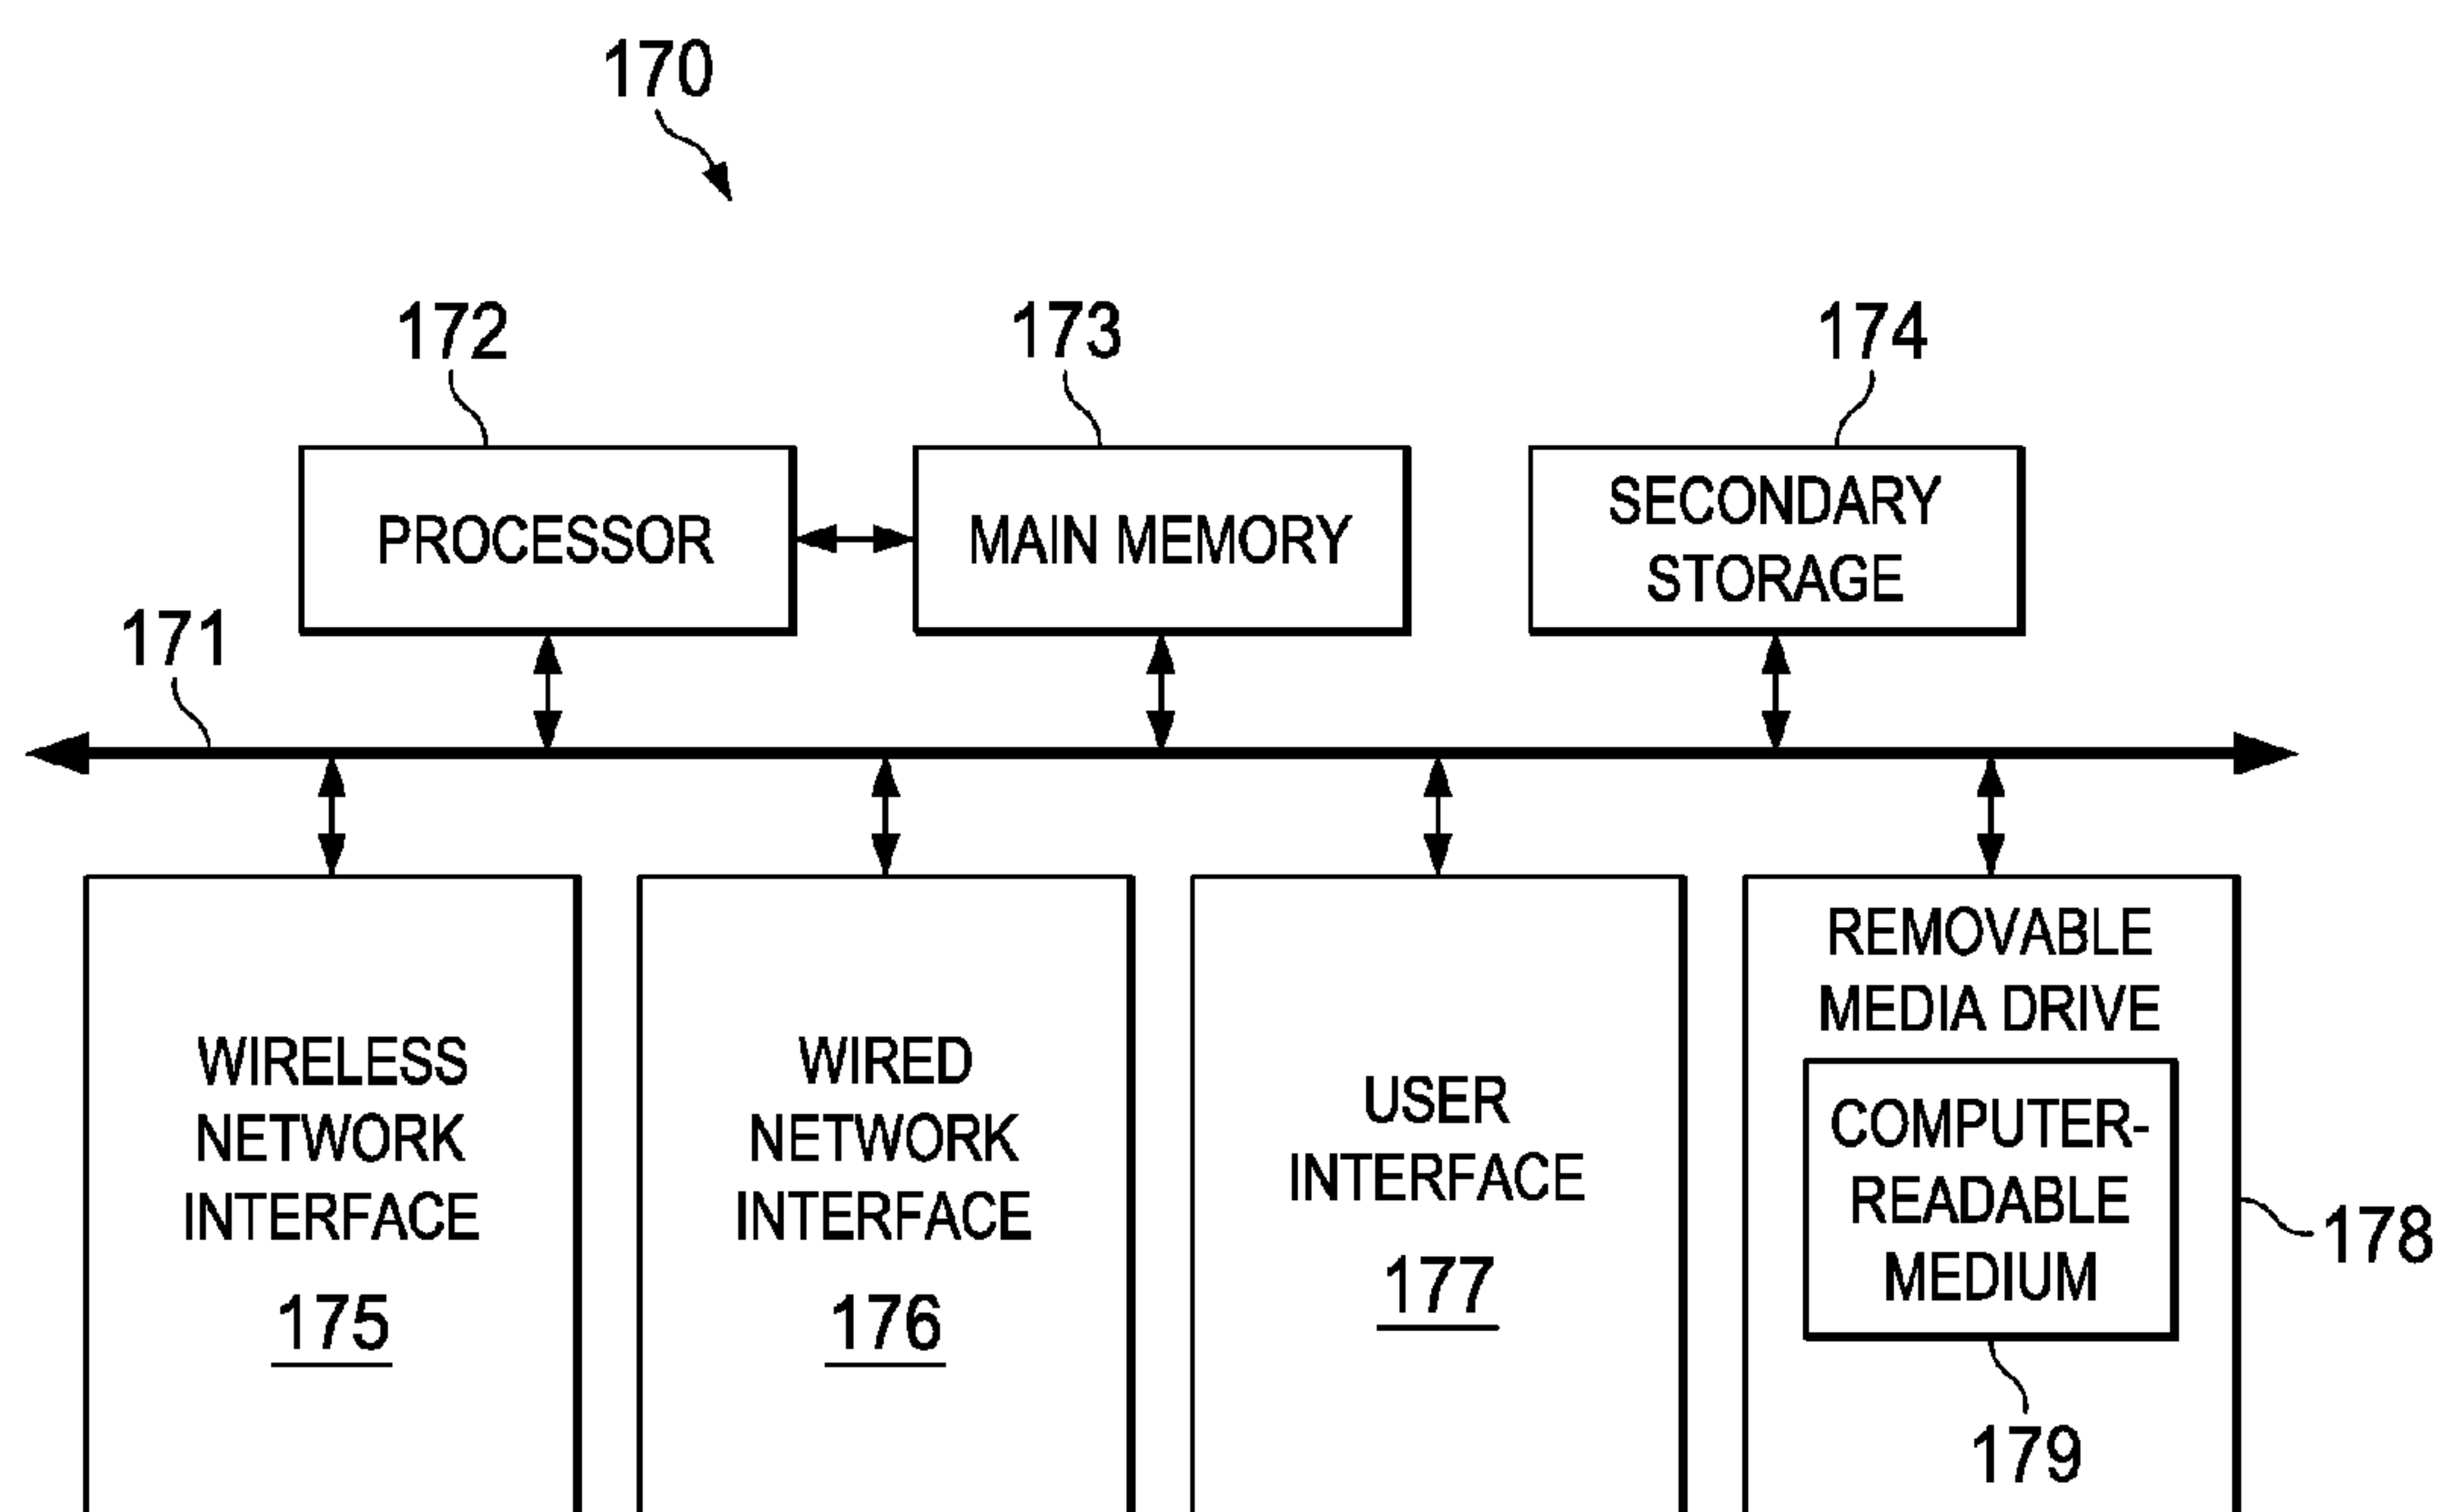 170
172
173
174
PROCESSOR
MAIN MEMORY
SECONDARY
STORAGE
171
WIRELESS
NETWORK
INTERFACE
175
WIRED
NETWORK
INTERFACE
176
USER
INTERFACE
177
REMOVABLE
MEDIA DRIVE
COMPUTER-
READABLE
MEDIUM
178
179